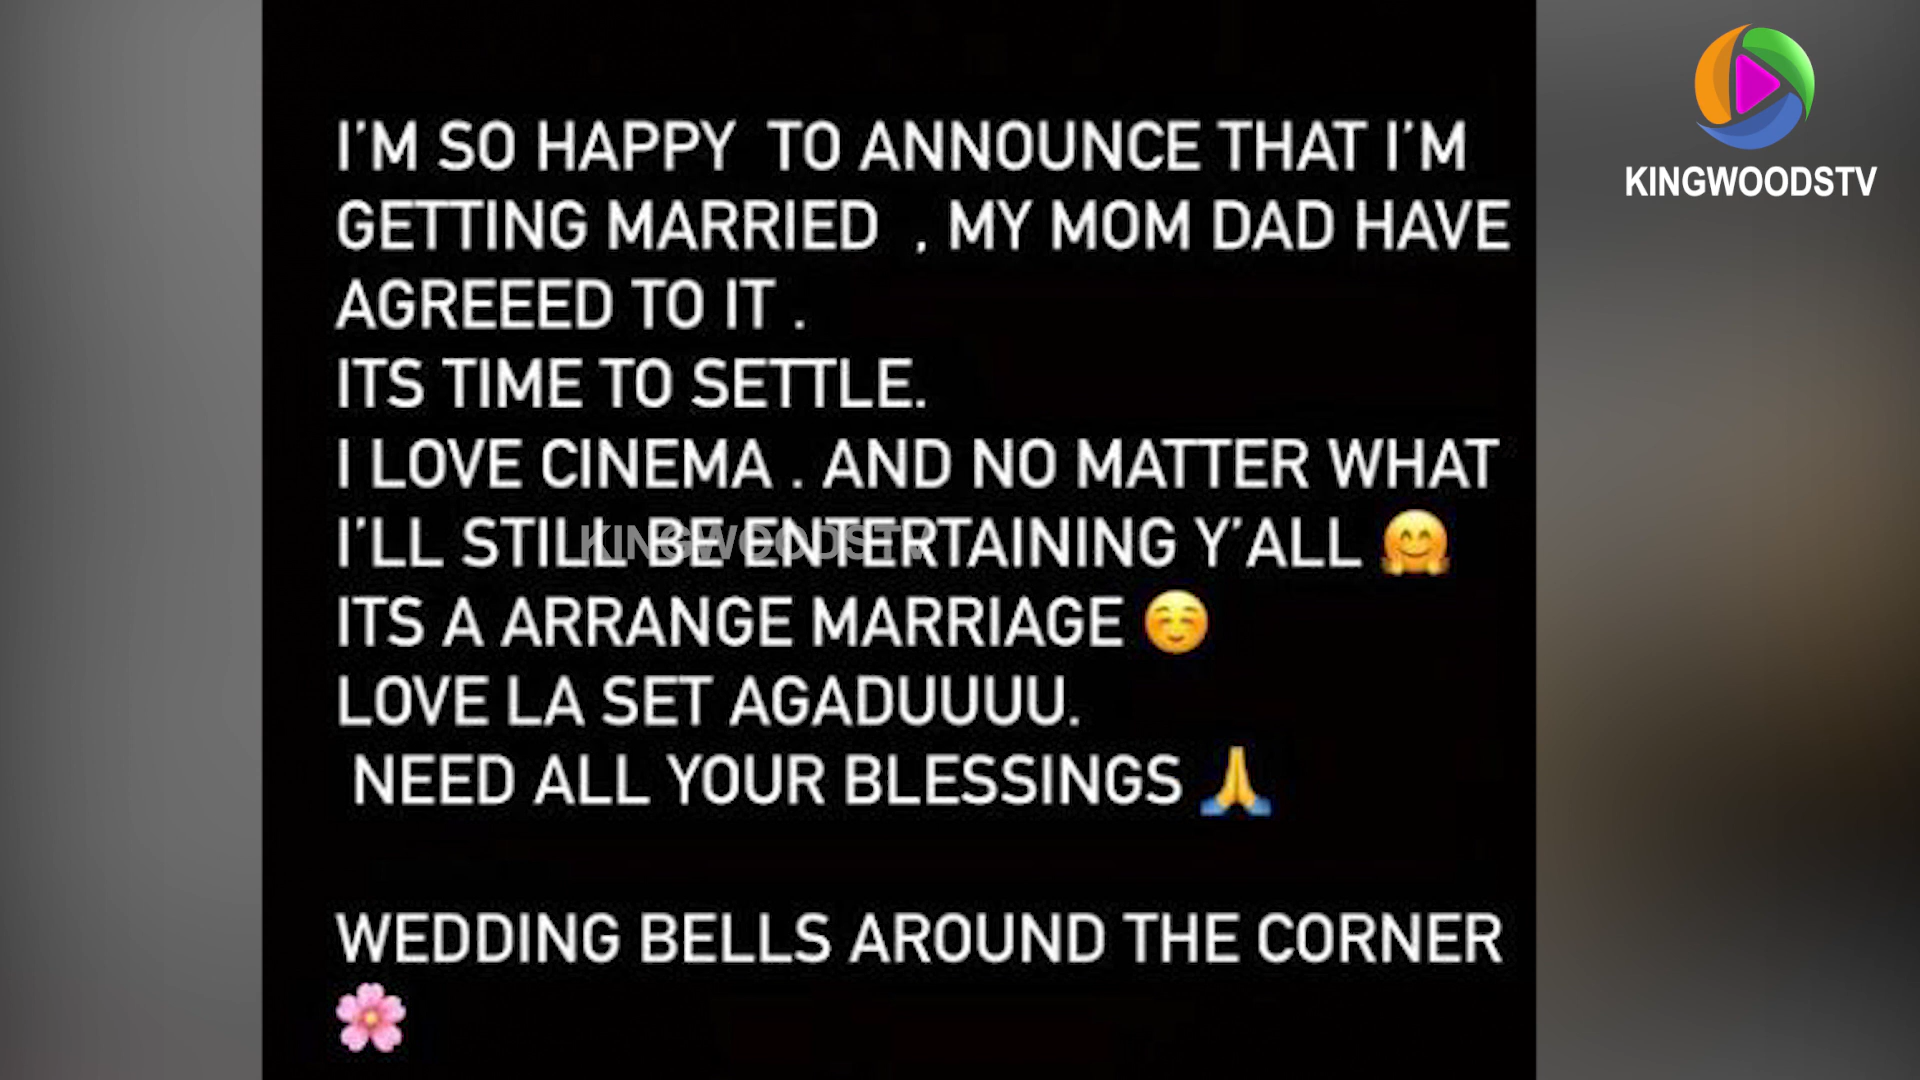 KINGWOODSTV
I'M SO HAPPY TO ANNOUNCE THAT I'M
GETTING MARRIED , MY MOM DAD HAVE
AGREEED TO IT .
ITS TIME TO SETTLE.
I LOVE CINEMA . AND NO MATTER WHAT
I'LL STILL BE ENTERTAINING Y'ALL 🤗
KINGWOODSTV
ITS A ARRANGE MARRIAGE ☺️
LOVE LA SET AGADUUUU.
NEED ALL YOUR BLESSINGS 🙏
WEDDING BELLS AROUND THE CORNER
🌸